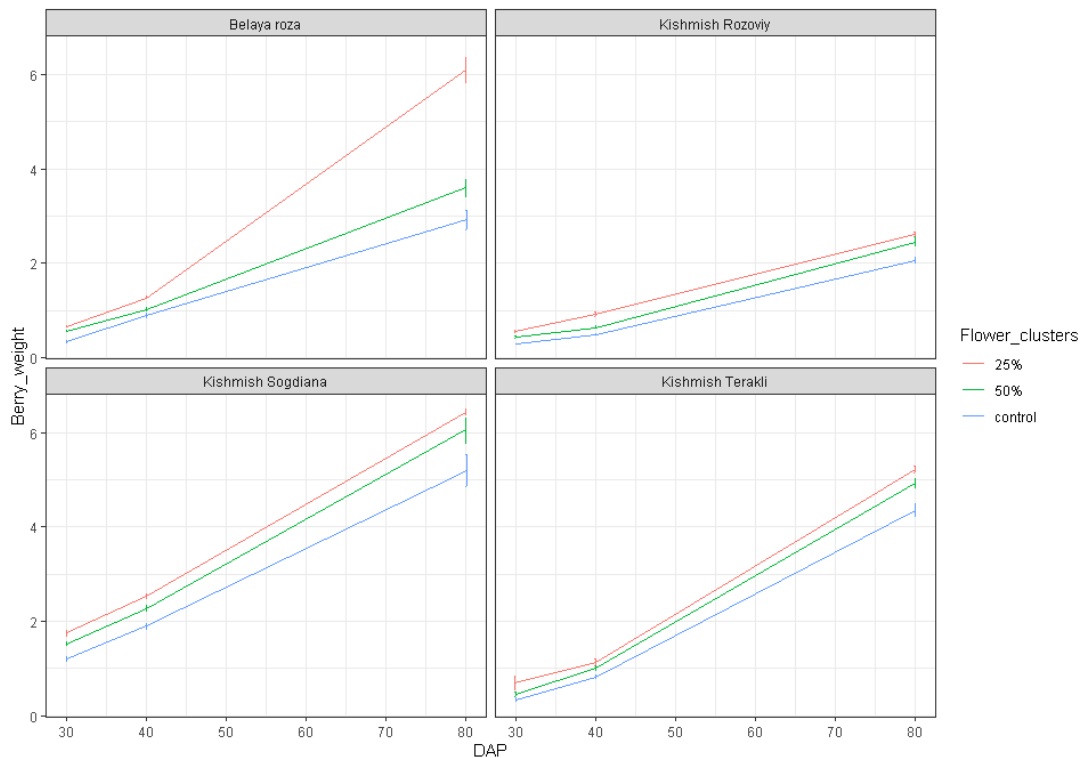 Belaya roza
Kishmish Rozoviy
6
4
2
0
Kishmish Sogdiana
Kishmish Terakli
6
4
2
0
30 40 50 60 70 80
30 40 50 60 70 80
DAP
Berry_weight
Flower_clusters
25%
50%
control